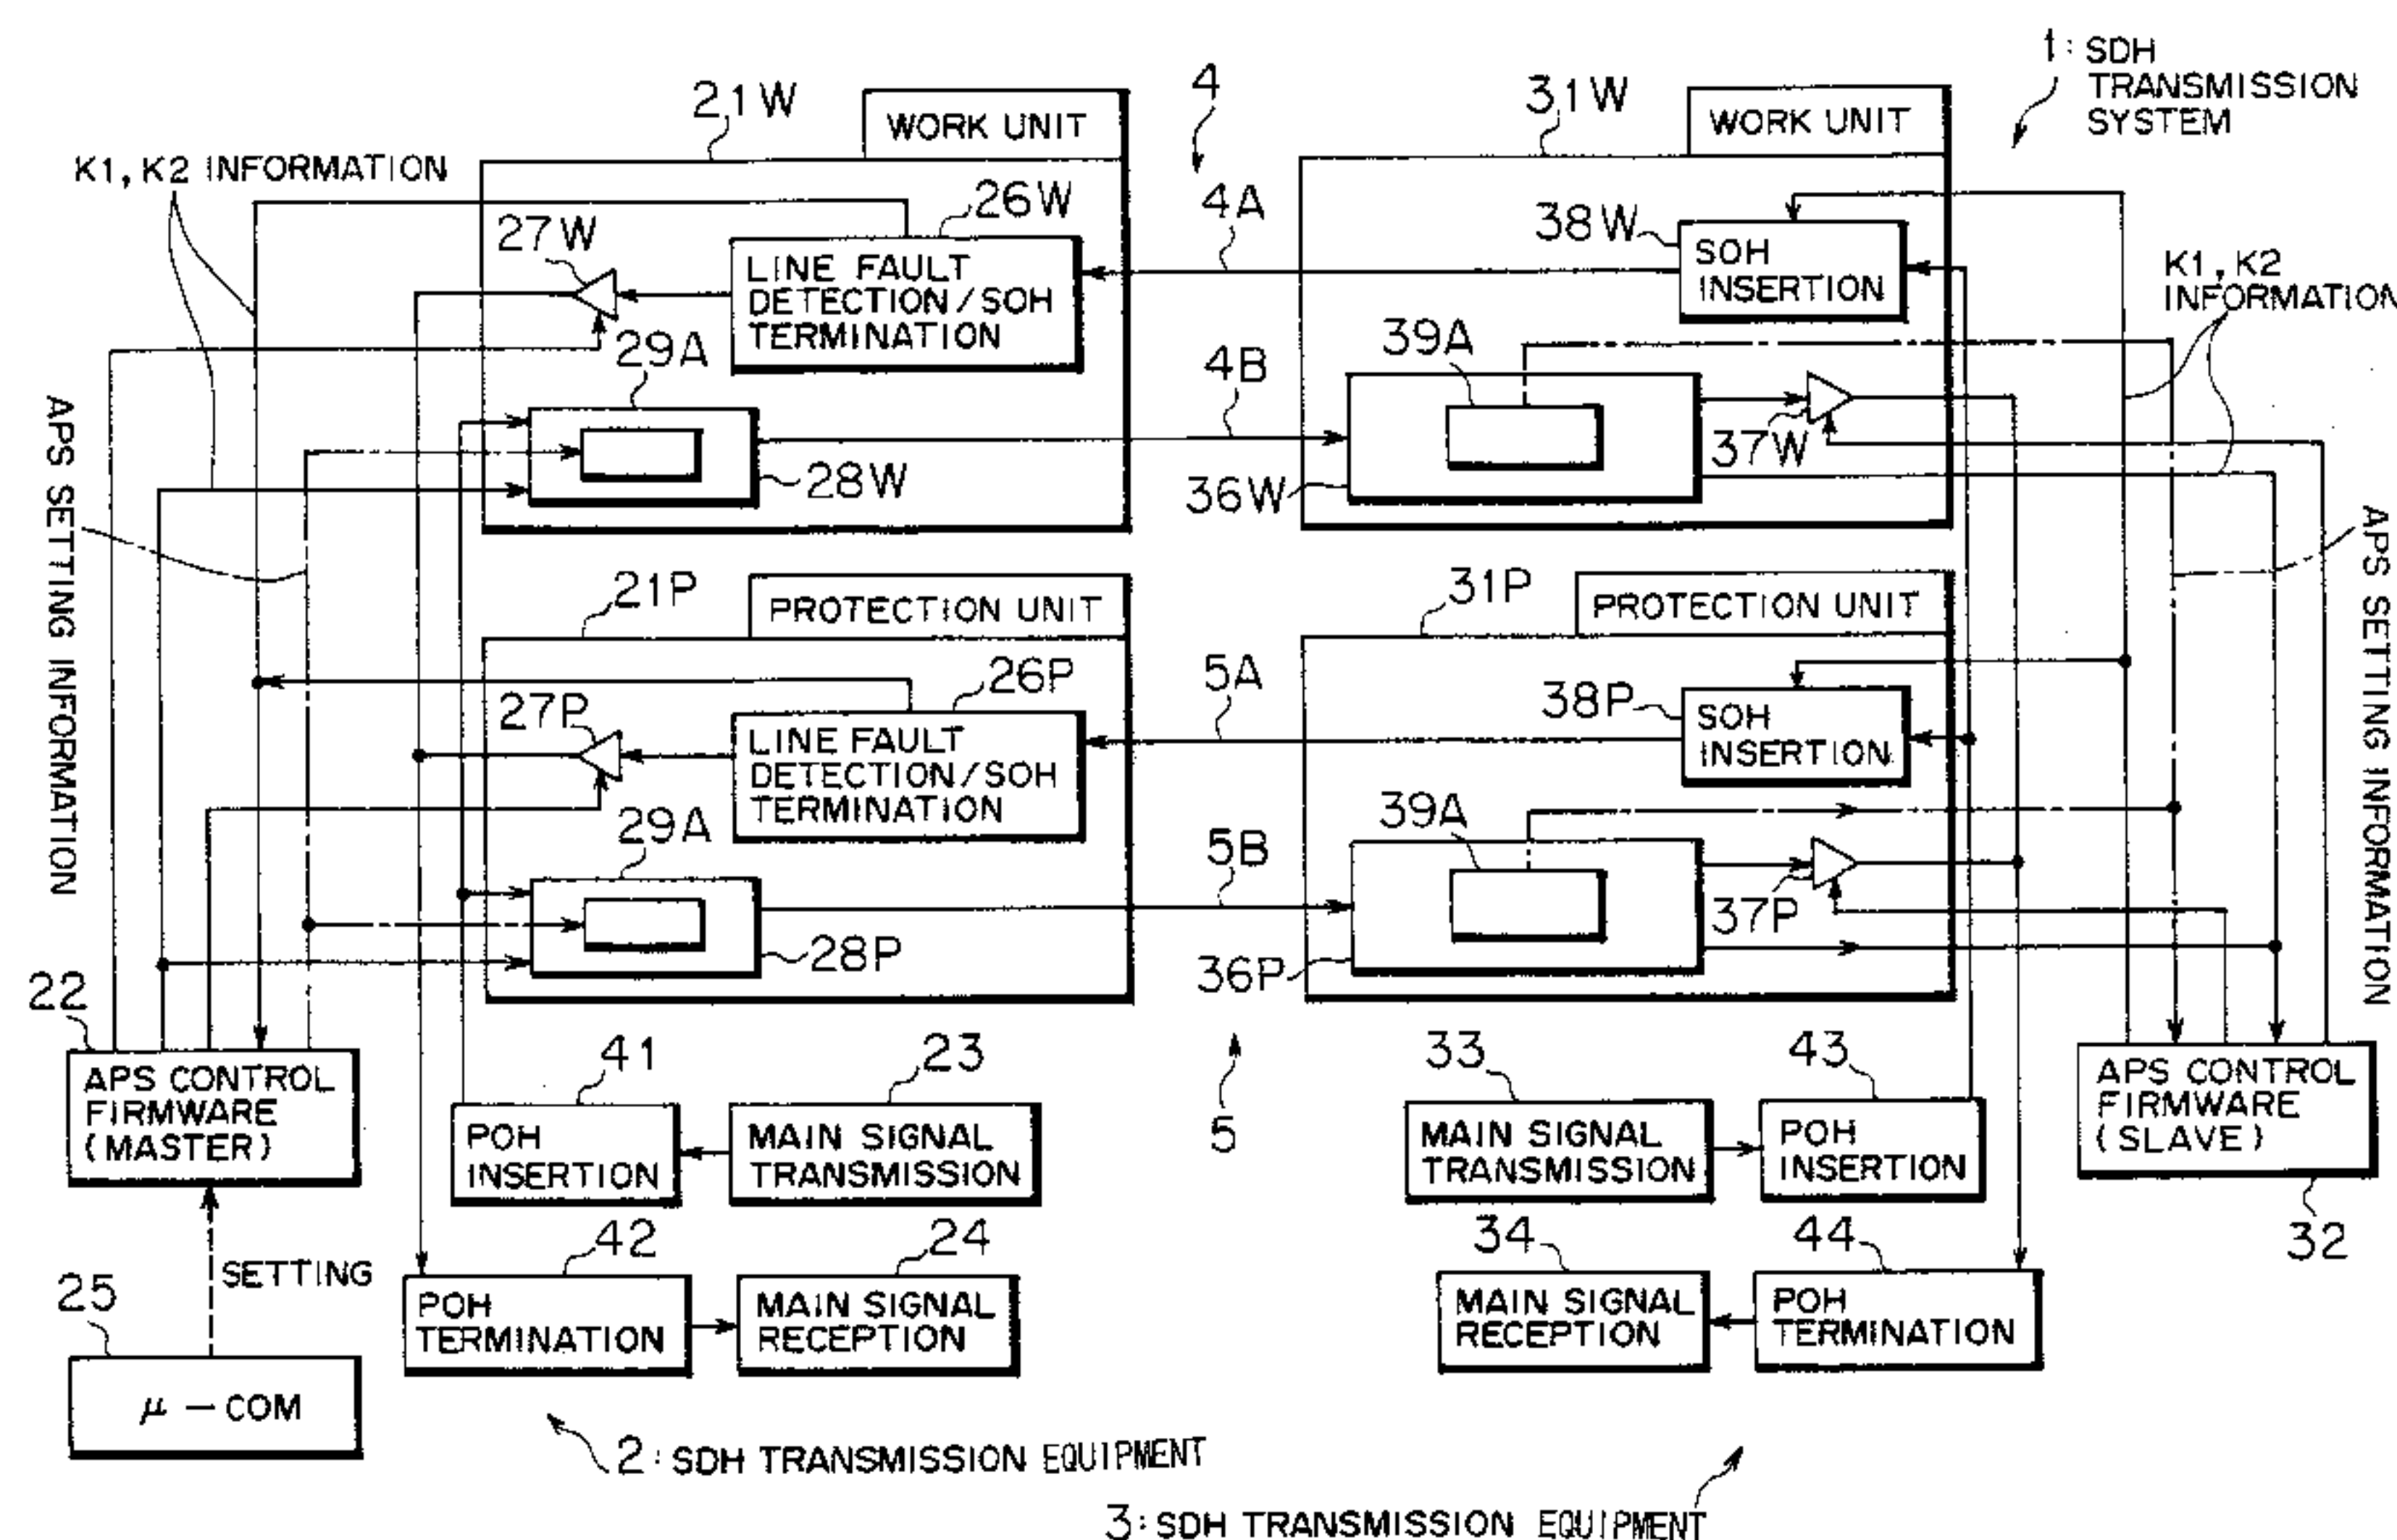 1: SDH
TRANSMISSION
SYSTEM
4
21W
WORK UNIT
31W
WORK UNIT
K1, K2 INFORMATION
27W
26W
LINE FAULT
DETECTION/SOH
TERMINATION
4A
38W
SOH
INSERTION
K1, K2
INFORMATION
29A
28W
4B
39A
37W
36W
APS SETTING INFORMATION
APS SETTING INFORMATION
21P
PROTECTION UNIT
31P
PROTECTION UNIT
27P
26P
LINE FAULT
DETECTION/SOH
TERMINATION
5A
38P
SOH
INSERTION
29A
28P
5B
39A
37P
36P
22
APS CONTROL
FIRMWARE
(MASTER)
41
POH
INSERTION
23
MAIN SIGNAL
TRANSMISSION
5
33
MAIN SIGNAL
TRANSMISSION
43
POH
INSERTION
APS CONTROL
FIRMWARE
(SLAVE)
32
SETTING
25
μ-COM
42
POH
TERMINATION
24
MAIN SIGNAL
RECEPTION
34
MAIN SIGNAL
RECEPTION
44
POH
TERMINATION
2: SDH TRANSMISSION EQUIPMENT
3: SDH TRANSMISSION EQUIPMENT